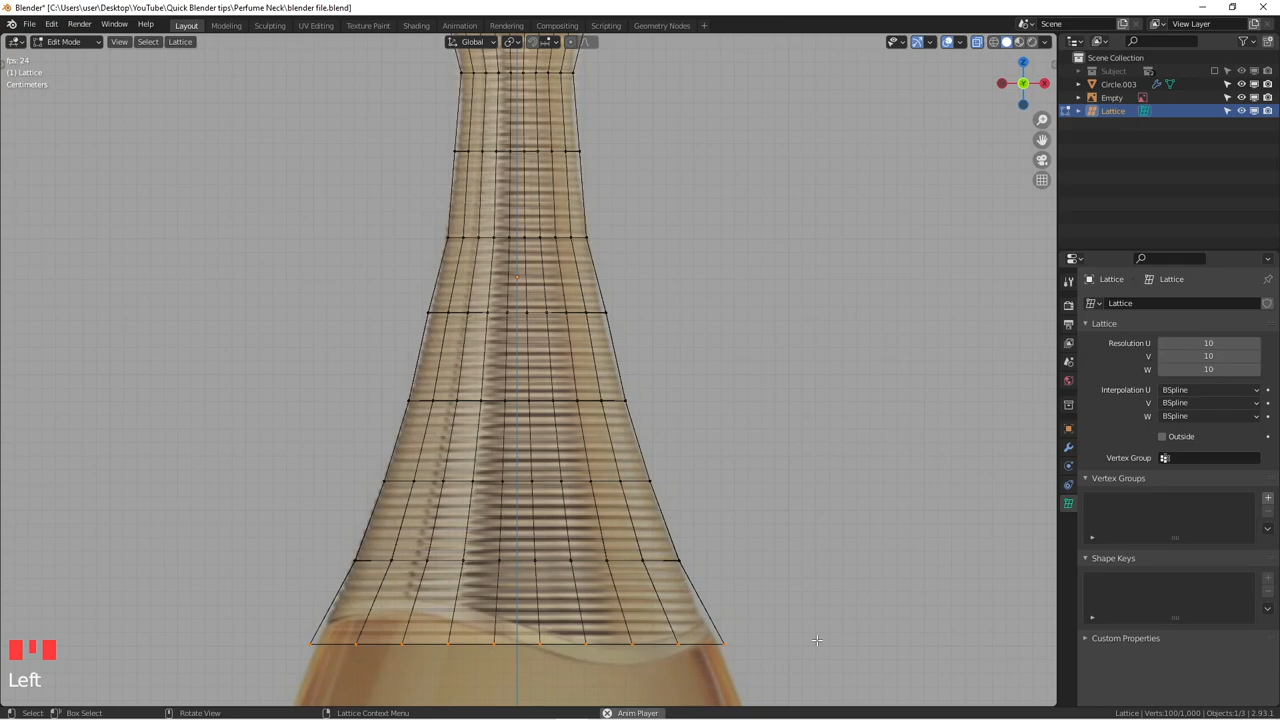 Blender* [C:\Users\user\Desktop\YouTube\Quick Blender tips\Perfume Neck\blender file.blend]
File Edit Render Window Help Layout Modeling Sculpting UV Editing Texture Paint Shading Animation Rendering Compositing Scripting Geometry Nodes Scene View Layer
Edit Mode View Select Lattice Global
fps: 24
(1) Lattice
Centimeters
Z
Y
X
Scene Collection
Subject
Circle.003
Empty
Lattice
Lattice Lattice
Lattice
Lattice
Resolution U 10
V 10
W 10
Interpolation U BSpline
V BSpline
W BSpline
Outside
Vertex Group
Vertex Groups
Shape Keys
Custom Properties
Left
Select Box Select Rotate View Lattice Context Menu Anim Player Lattice | Verts:100/1,000 | Objects:1/3 | 2.93.1